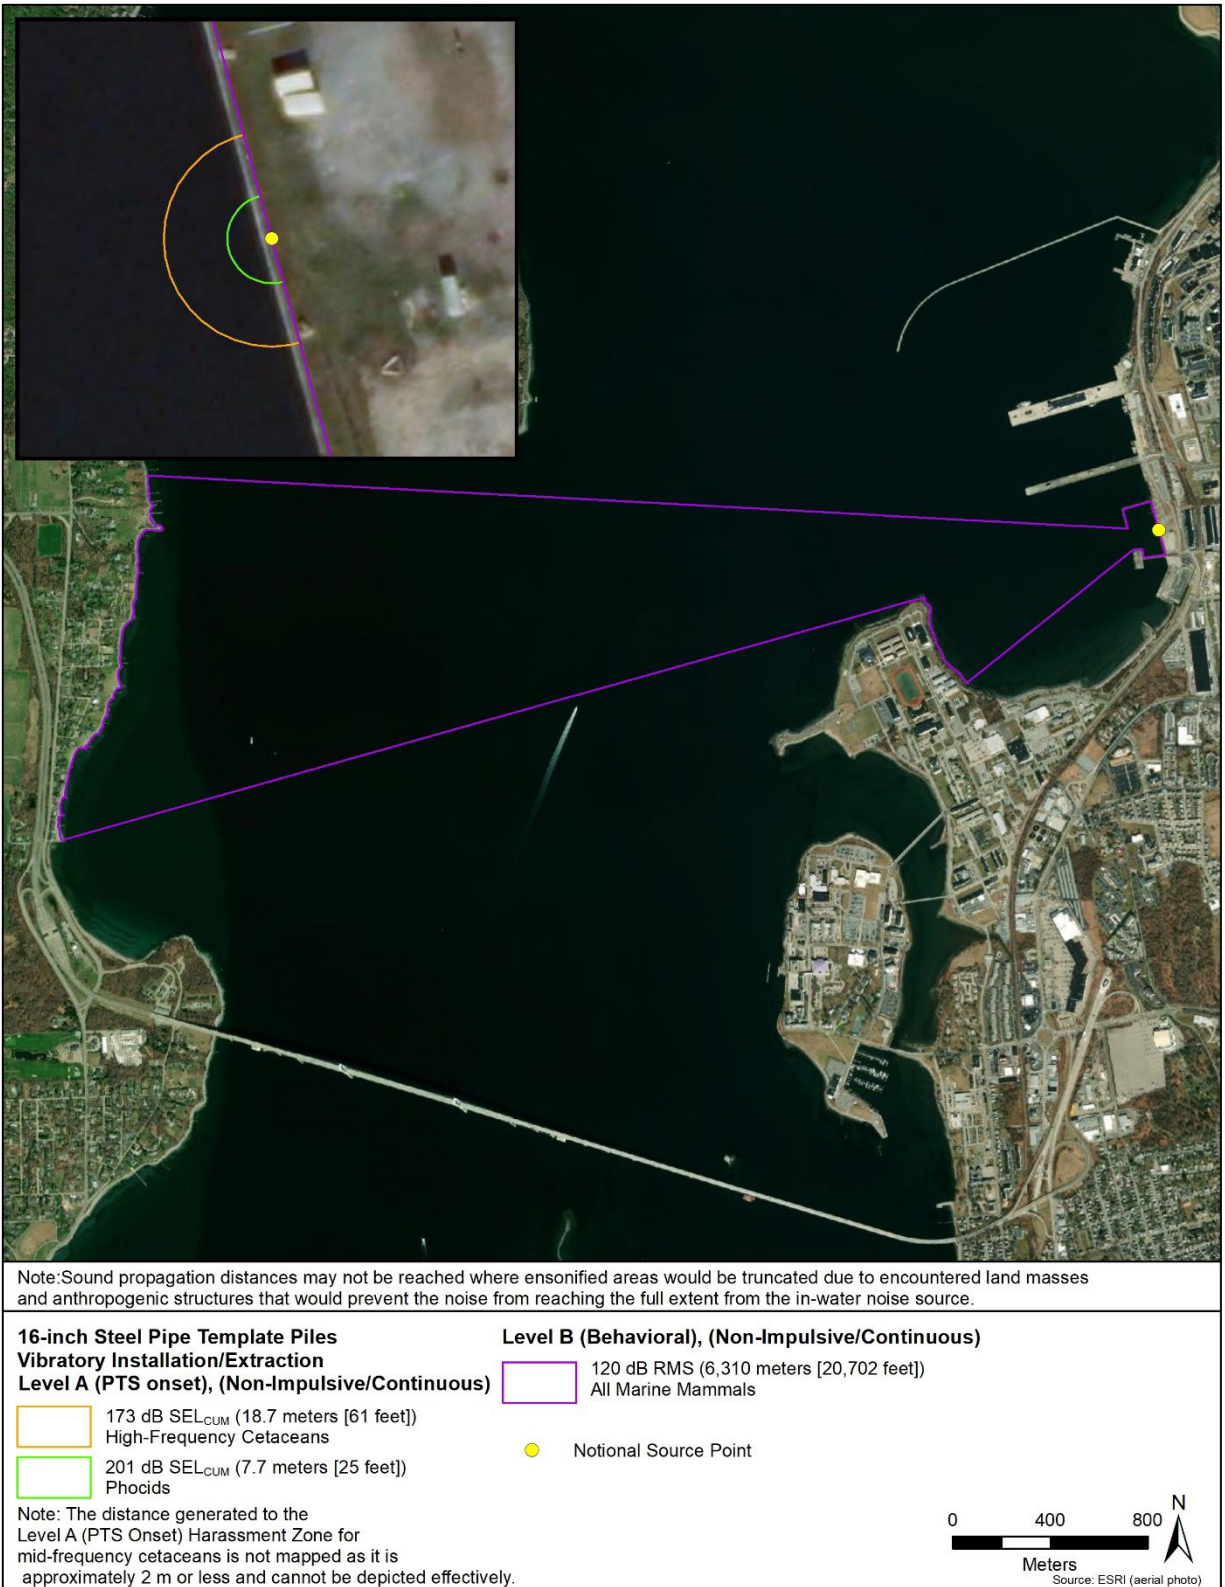 Note:Sound propagation distances may not be reached where ensonified areas would be truncated due to encountered land masses
and anthropogenic structures that would prevent the noise from reaching the full extent from the in-water noise source.
16-inch Steel Pipe Template Piles
Vibratory Installation/Extraction
Level A (PTS onset), (Non-Impulsive/Continuous)
173 dB SELCUM (18.7 meters [61 feet])
High-Frequency Cetaceans
201 dB SELCUM (7.7 meters [25 feet])
Phocids
Note: The distance generated to the
Level A (PTS Onset) Harassment Zone for
mid-frequency cetaceans is not mapped as it is
approximately 2 m or less and cannot be depicted effectively.
Level B (Behavioral), (Non-Impulsive/Continuous)
120 dB RMS (6,310 meters [20,702 feet])
All Marine Mammals
Notional Source Point
0 400 800
Meters
N
Source: ESRI (aerial photo)